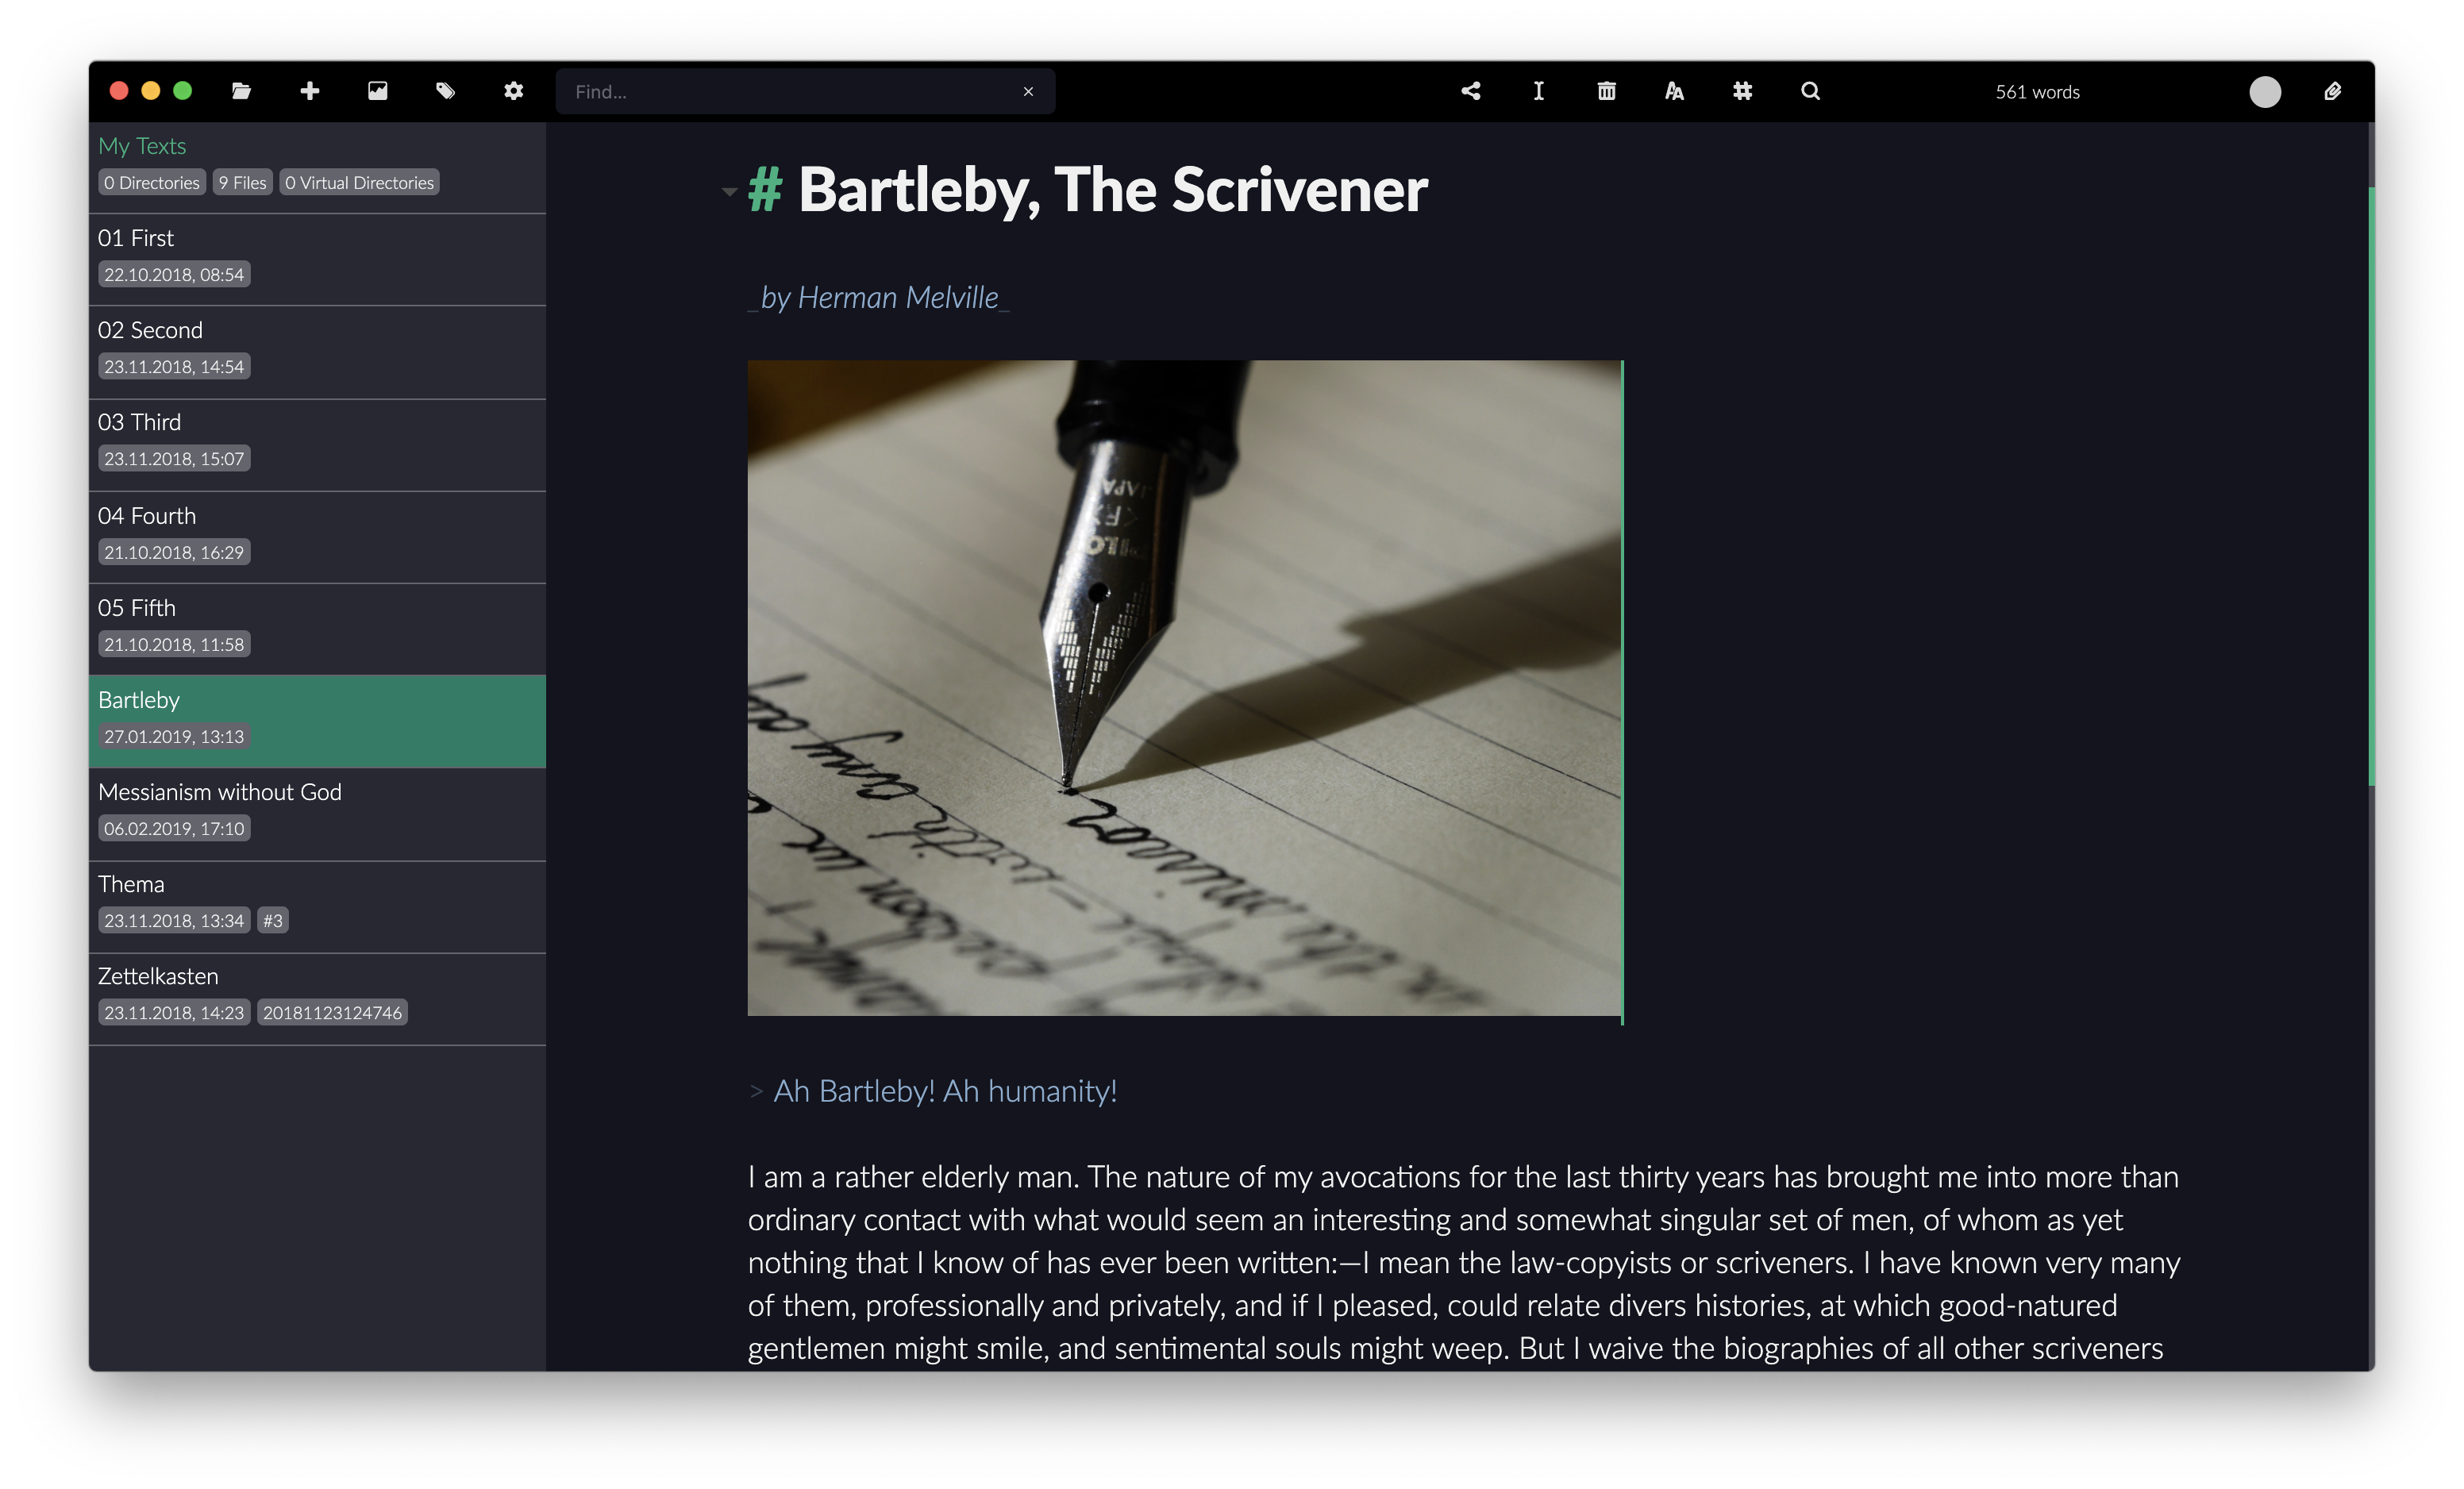 Find...
561 words
My Texts
0 Directories 9 Files 0 Virtual Directories
01 First
22.10.2018, 08:54
02 Second
23.11.2018, 14:54
03 Third
23.11.2018, 15:07
04 Fourth
21.10.2018, 16:29
05 Fifth
21.10.2018, 11:58
Bartleby
27.01.2019, 13:13
Messianism without God
06.02.2019, 17:10
Thema
23.11.2018, 13:34 #3
Zettelkasten
23.11.2018, 14:23 20181123124746
# Bartleby, The Scrivener
_by Herman Melville_
JAPA
<F>
with any
person we
> Ah Bartleby! Ah humanity!
I am a rather elderly man. The nature of my avocations for the last thirty years has brought me into more than
ordinary contact with what would seem an interesting and somewhat singular set of men, of whom as yet
nothing that I know of has ever been written:—I mean the law-copyists or scriveners. I have known very many
of them, professionally and privately, and if I pleased, could relate divers histories, at which good-natured
gentlemen might smile, and sentimental souls might weep. But I waive the biographies of all other scriveners